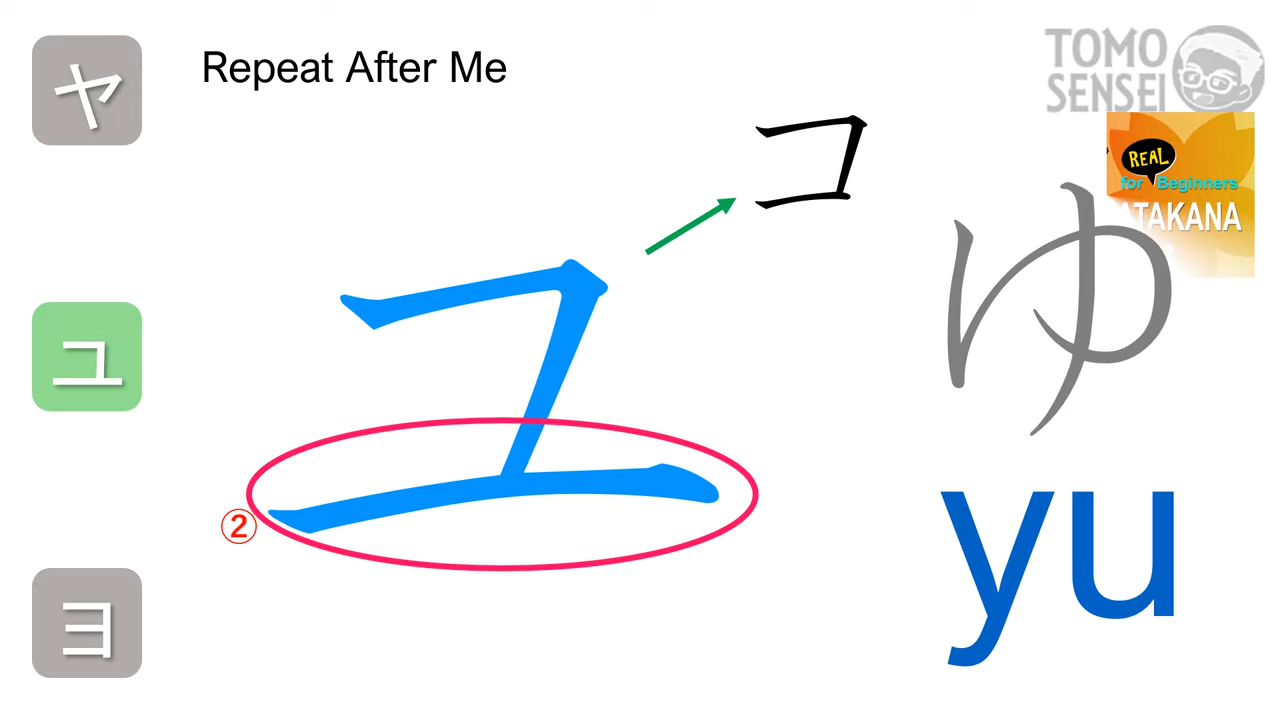 ヤ
Repeat After Me
TOMO
SENSEI
コ
REAL
for Beginners
ATAKANA
ユ
ユ
ゆ
②
yu
ヨ